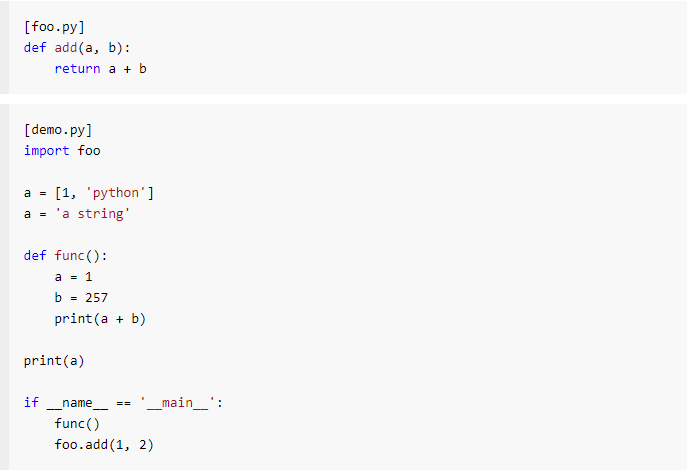 [foo.py]
def add(a, b):
    return a + b
[demo.py]
import foo
a = [1, 'python']
a = 'a string'
def func():
    a = 1
    b = 257
    print(a + b)
print(a)
if __name__ == '__main__':
    func()
    foo.add(1, 2)